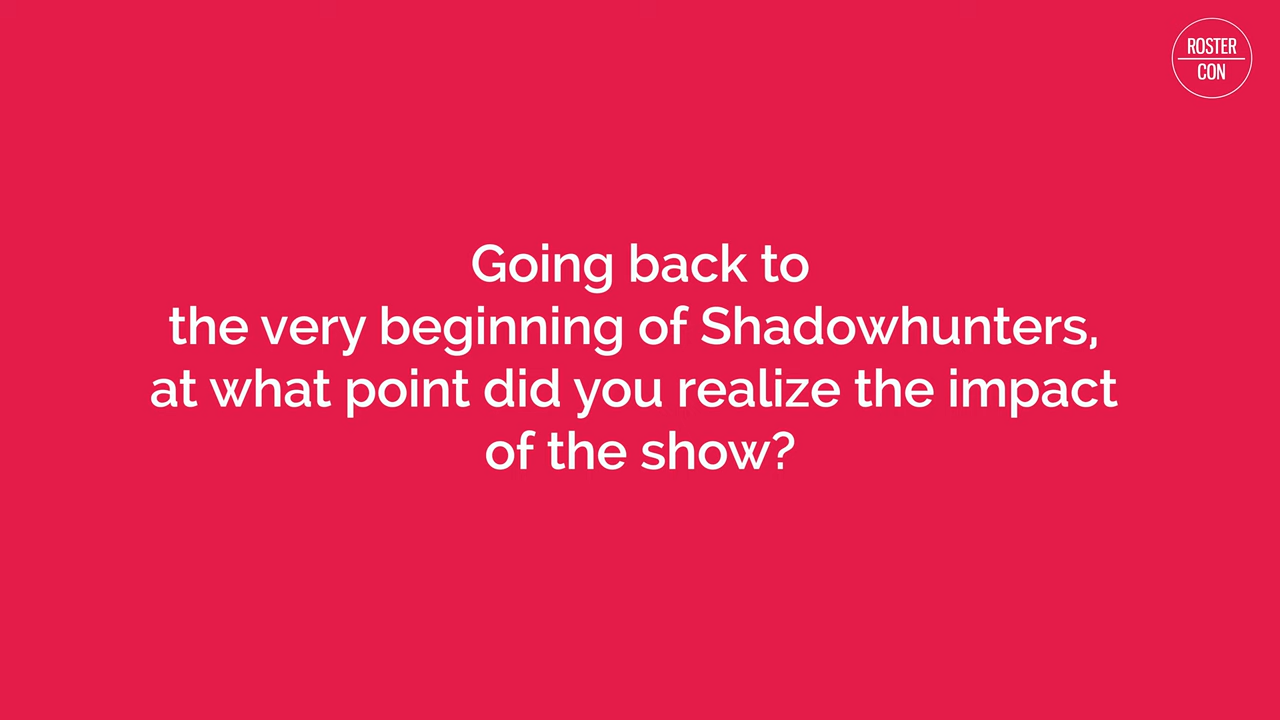 ROSTER
CON
Going back to
the very beginning of Shadowhunters,
at what point did you realize the impact
of the show?